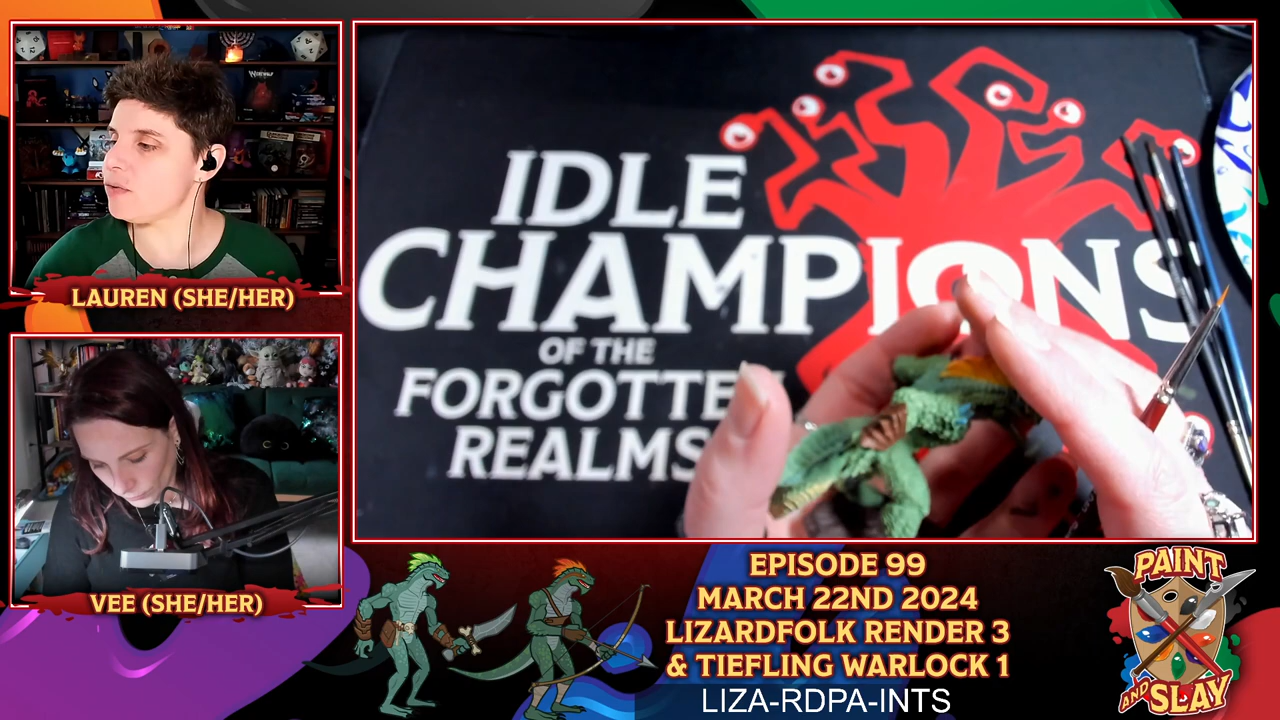 LAUREN (SHE/HER)
VEE (SHE/HER)
IDLE
CHAMPIONS
OF THE
FORGOTTE
REALMS
EPISODE 99
MARCH 22ND 2024
LIZARDFOLK RENDER 3
& TIEFLING WARLOCK 1
LIZA-RDPA-INTS
PAINT
AND SLAY